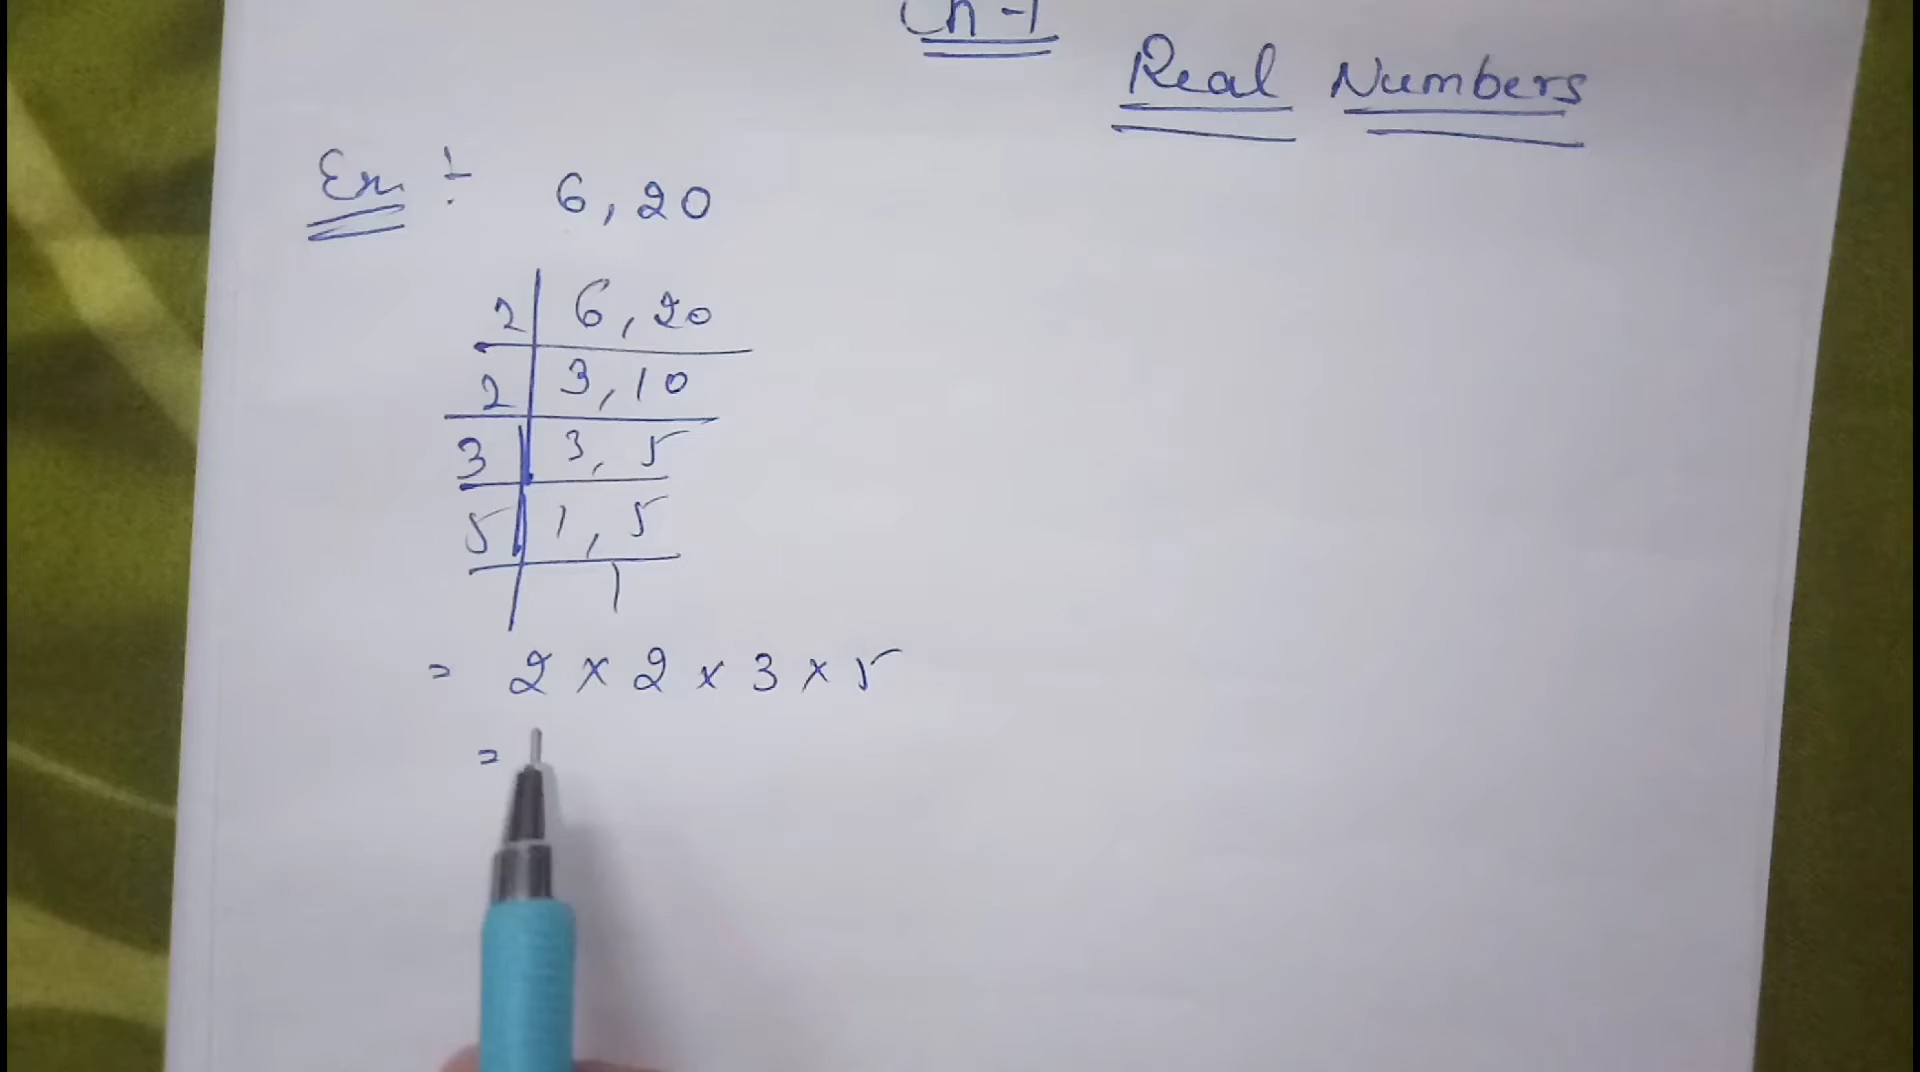 Ch-1
Real Numbers
Ex :- 6, 20
2 | 6, 20
2 | 3, 10
3 | 3, 5
5 | 1, 5
1
= 2 × 2 × 3 × 5
=